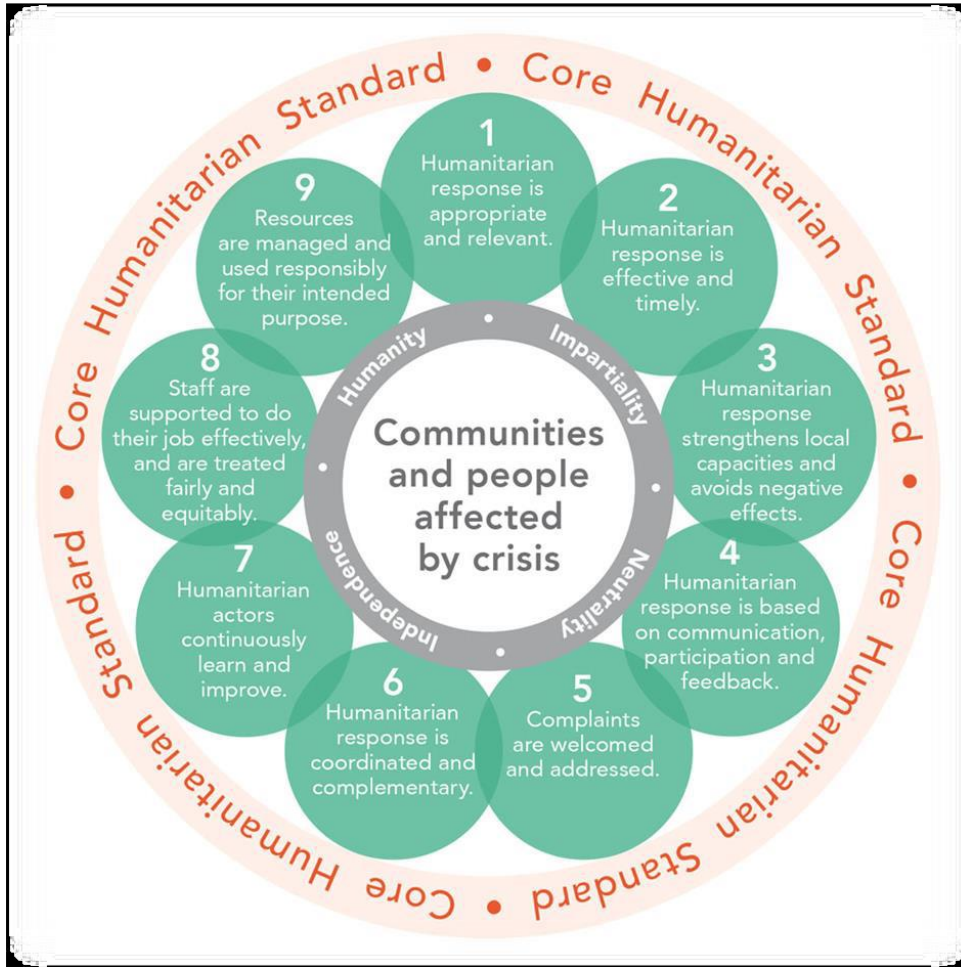 Core Humanitarian Standard • Core Humanitarian Standard • Core Humanitarian Standard • Core Humanitarian Standard •
1
Humanitarian
response is
appropriate
and relevant.
2
Humanitarian
response is
effective and
timely.
3
Humanitarian
response
strengthens local
capacities and
avoids negative
effects.
4
Humanitarian
response is based
on communication,
participation and
feedback.
5
Complaints
are welcomed
and addressed.
6
Humanitarian
response is
coordinated and
complementary.
7
Humanitarian
actors
continuously
learn and
improve.
8
Staff are
supported to do
their job effectively,
and are treated
fairly and
equitably.
9
Resources
are managed and
used responsibly
for their intended
purpose.
Humanity • Impartiality • Neutrality • Independence •
Communities
and people
affected
by crisis